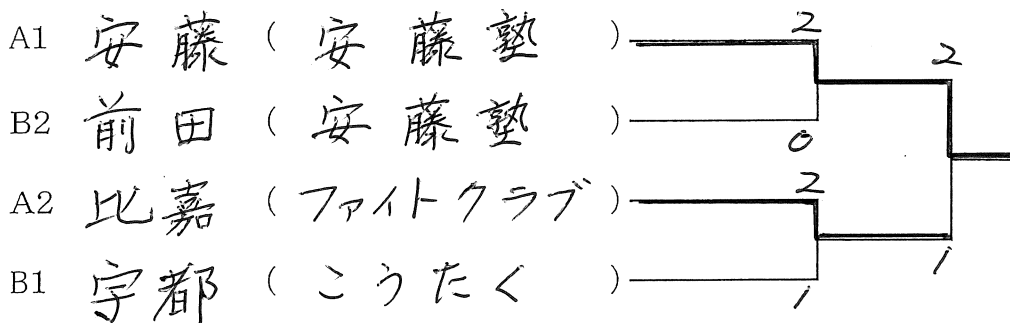 A1 安藤 (安藤塾) 2
2
B2 前田 (安藤塾) 0
A2 比嘉 (ファイトクラブ) 2
1
B1 宇都 (こうたく) 1